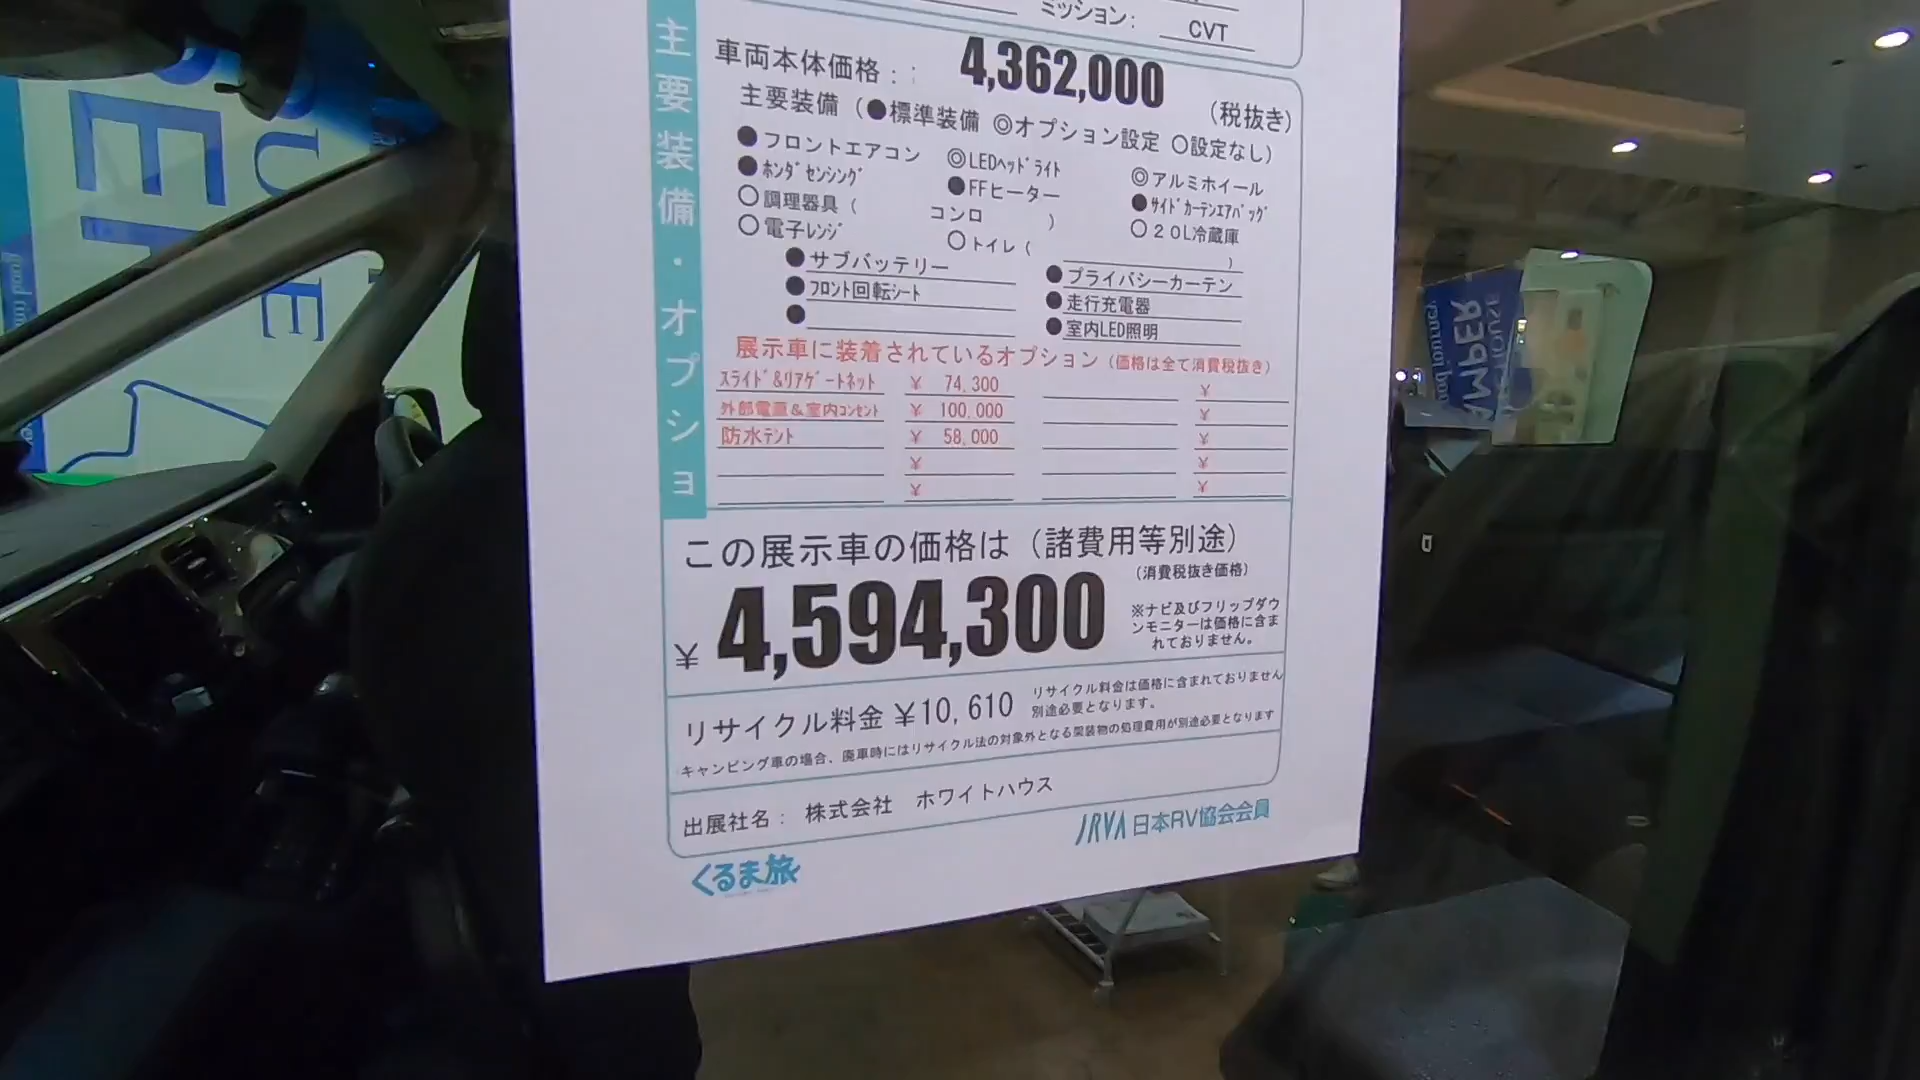 ミッション: CVT
主要装備・オプショ
車両本体価格: 4,362,000 (税抜き)
主要装備 (●標準装備 ◎オプション設定 ○設定なし)
●フロントエアコン ◎LEDヘッドライト ◎アルミホイール
●ホンダセンシング ●FFヒーター ●サイドカーテンエアバッグ
○調理器具 ( コンロ ) ○20L冷蔵庫
○電子レンジ ○トイレ ( )
●サブバッテリー ●プライバシーカーテン
●フロント回転シート ●走行充電器
● ●室内LED照明
展示車に装着されているオプション (価格は全て消費税抜き)
スライド&リアゲートネット ¥ 74,300 ¥
外部電源&室内コンセント ¥ 100,000 ¥
防水テント ¥ 58,000 ¥
¥ ¥
¥ ¥
この展示車の価格は (諸費用等別途)
¥ 4,594,300
(消費税抜き価格)
※ナビ及びフリップダウ
ンモニターは価格に含ま
れておりません。
リサイクル料金 ¥10,610
リサイクル料金は価格に含まれておりません
別途必要となります。
キャンピング車の場合、廃車時にはリサイクル法の対象外となる架装物の処理費用が別途必要となります
出展社名: 株式会社 ホワイトハウス
JRVA 日本RV協会会員
くるま旅